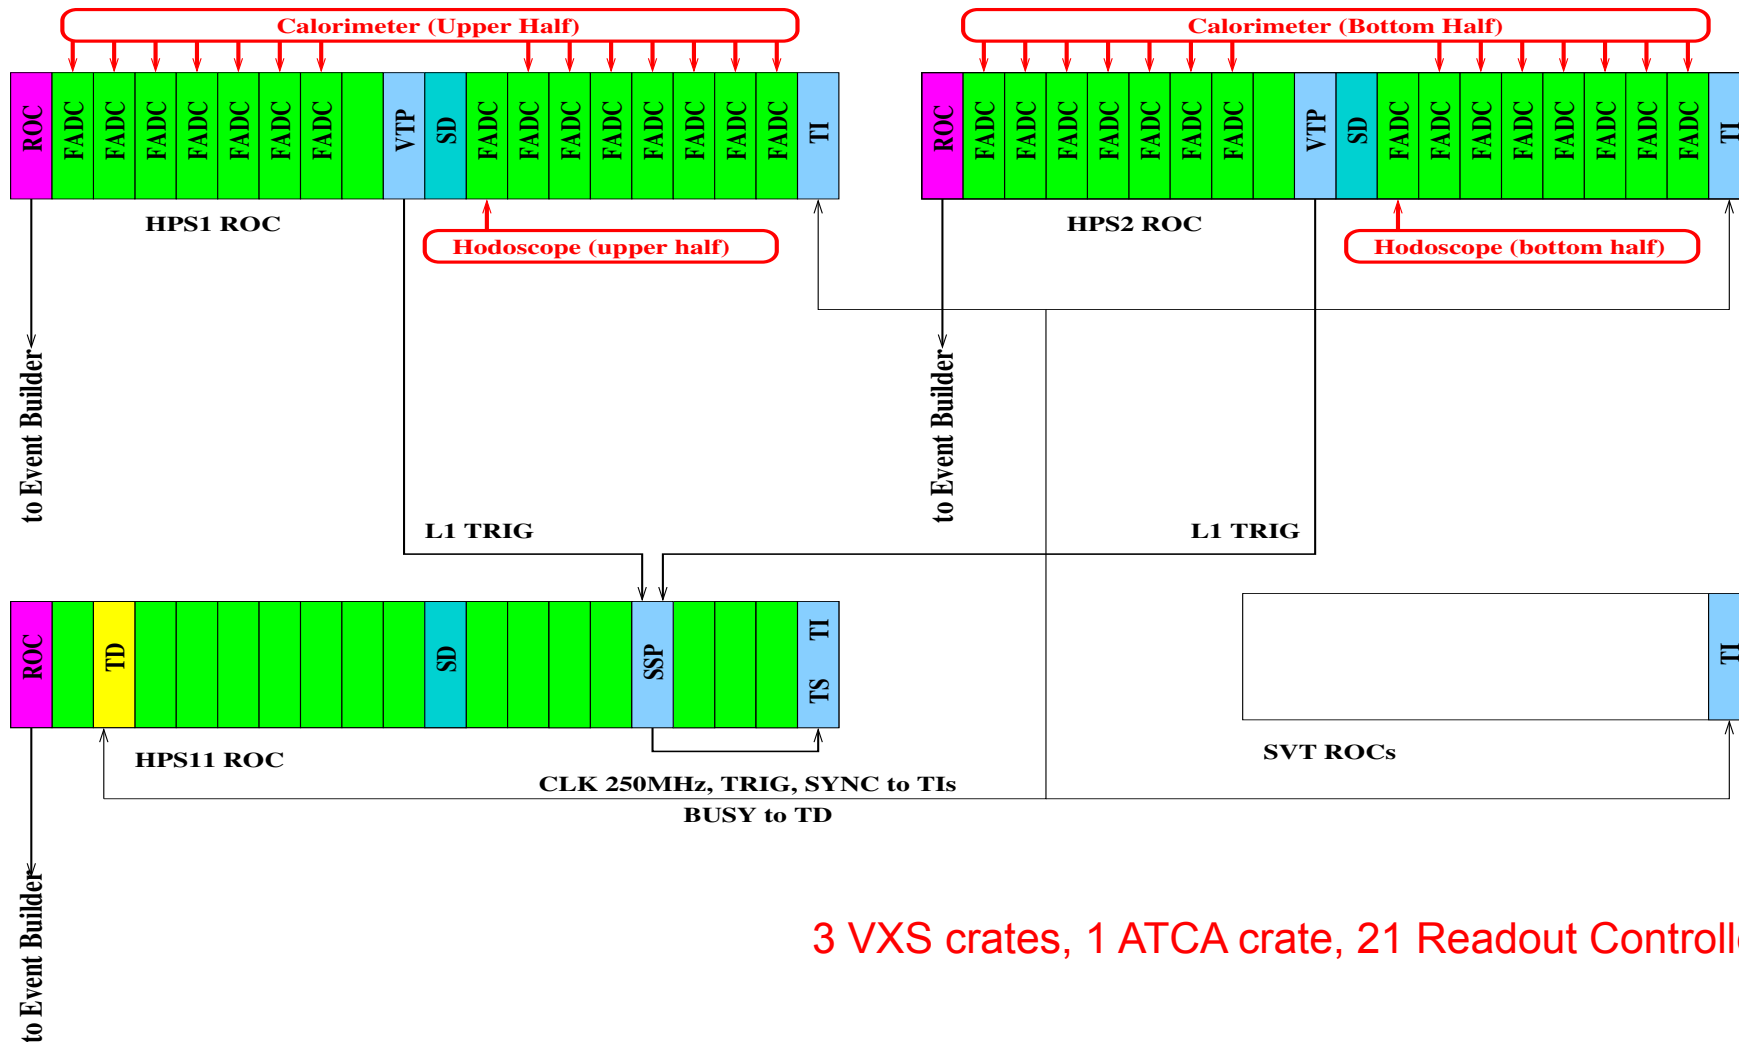 Calorimeter (Upper Half)
Calorimeter (Bottom Half)
ROC FADC FADC FADC FADC FADC FADC FADC VTP SD FADC FADC FADC FADC FADC FADC FADC FADC TI
ROC FADC FADC FADC FADC FADC FADC FADC VTP SD FADC FADC FADC FADC FADC FADC FADC FADC TI
HPS1 ROC
HPS2 ROC
Hodoscope (upper half)
Hodoscope (bottom half)
to Event Builder
to Event Builder
L1 TRIG
L1 TRIG
ROC TD SD SSP TS TI
TI
HPS11 ROC
SVT ROCs
CLK 250MHz, TRIG, SYNC to TIs
BUSY to TD
to Event Builder
3 VXS crates, 1 ATCA crate, 21 Readout